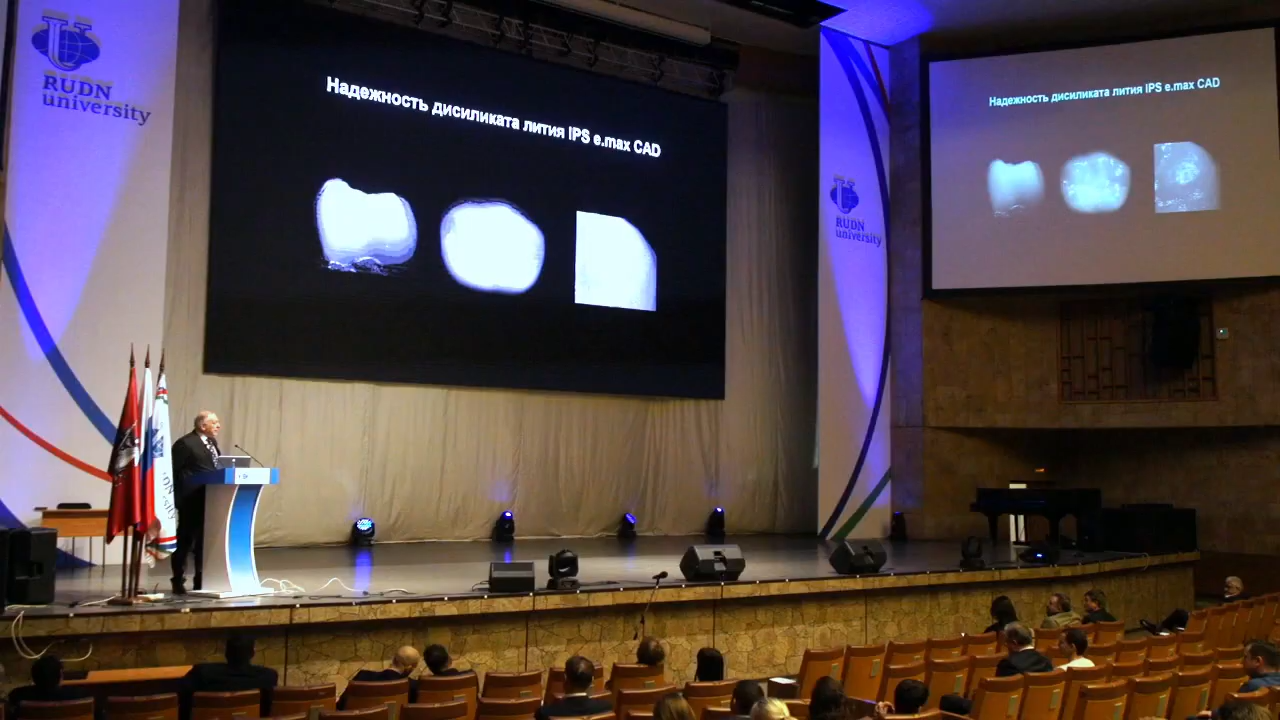 RUDN
university
Надежность дисиликата лития IPS e.max CAD
Надежность дисиликата лития IPS e.max CAD
RUDN
university